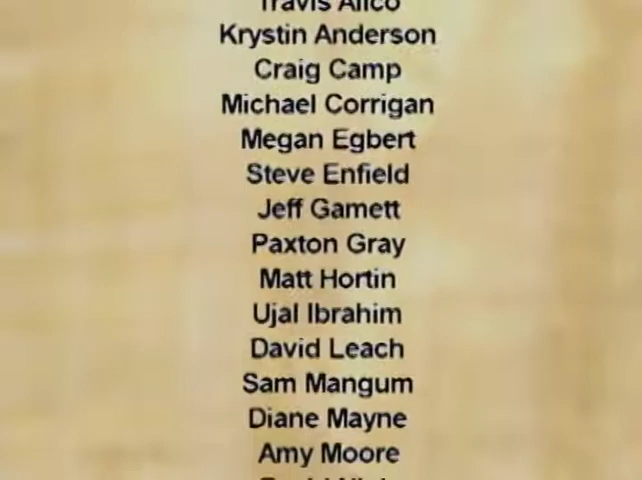 Krystin Anderson
Craig Camp
Michael Corrigan
Megan Egbert
Steve Enfield
Jeff Gamett
Paxton Gray
Matt Hortin
Ujal Ibrahim
David Leach
Sam Mangum
Diane Mayne
Amy Moore